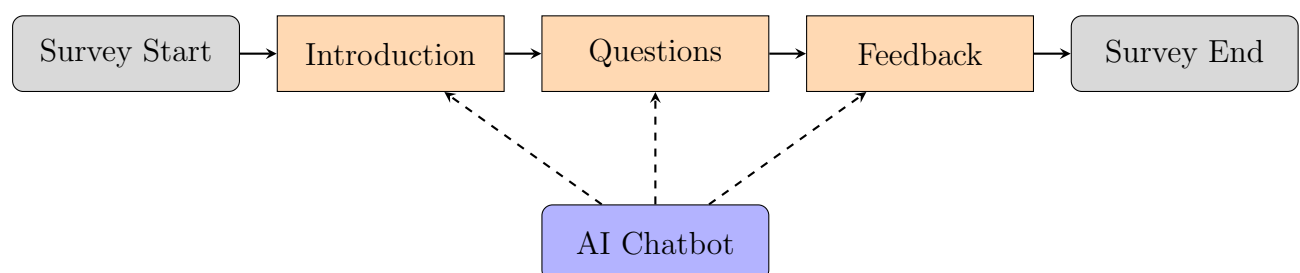 Survey Start
Introduction
Questions
Feedback
Survey End
AI Chatbot